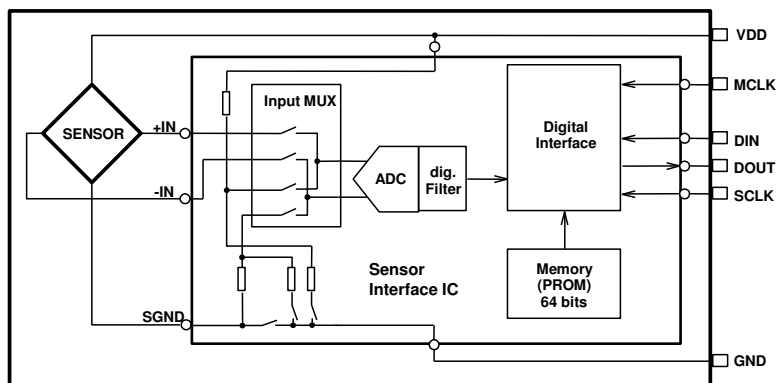 VDD
MCLK
Input MUX
SENSOR
+IN
Digital
Interface
DIN
DOUT
ADC
dig.
Filter
-IN
SCLK
Sensor
Interface IC
Memory
(PROM)
64 bits
SGND
GND